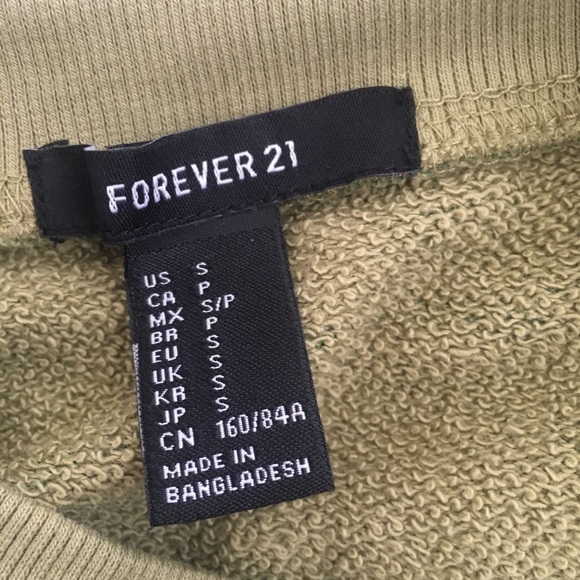 FOREVER 21
US S
CA P
MX S/P
BR P
EU S
UK S
KR S
JP S
CN 160/84A
MADE IN
BANGLADESH